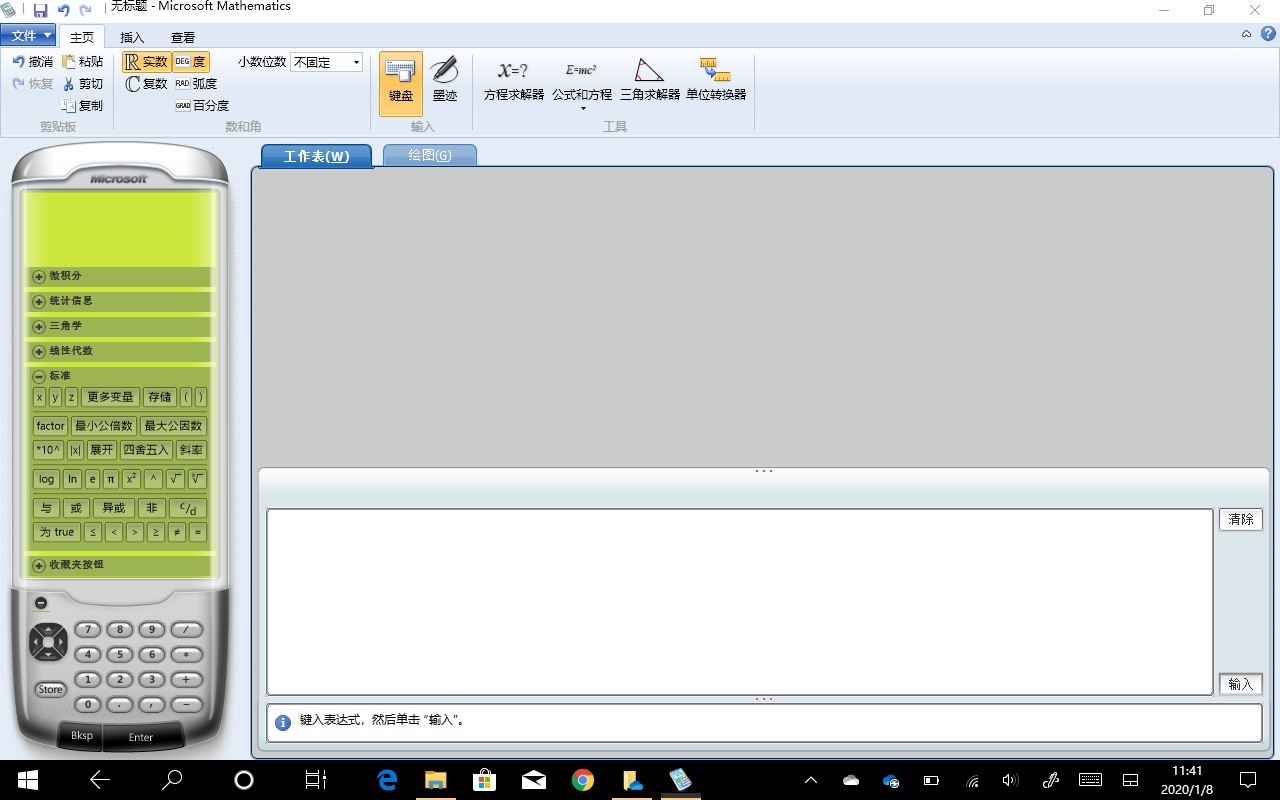 无标题 - Microsoft Mathematics
文件 主页 插入 查看
撤消 粘贴
恢复 剪切
复制
剪贴板
实数 DEG 度 小数位数 不固定
复数 RAD 弧度
GRAD 百分度
数和角
键盘 墨迹
输入
X=? E=mc²
方程求解器 公式和方程 三角求解器 单位转换器
工具
工作表(W) 绘图(G)
Microsoft
微积分
统计信息
三角学
线性代数
标准
x y z 更多变量 存储 ( )
factor 最小公倍数 最大公因数
*10^ |x| 展开 四舍五入 斜率
log ln e π x² ^ √ ˣ√
与 或 异或 非 c/d
为 true ≤ < > ≥ ≠ =
收藏夹按钮
7 8 9 /
4 5 6 *
1 2 3 +
Store
0 . , −
Bksp Enter
清除
输入
键入表达式，然后单击 “输入”。
11:41
2020/1/8